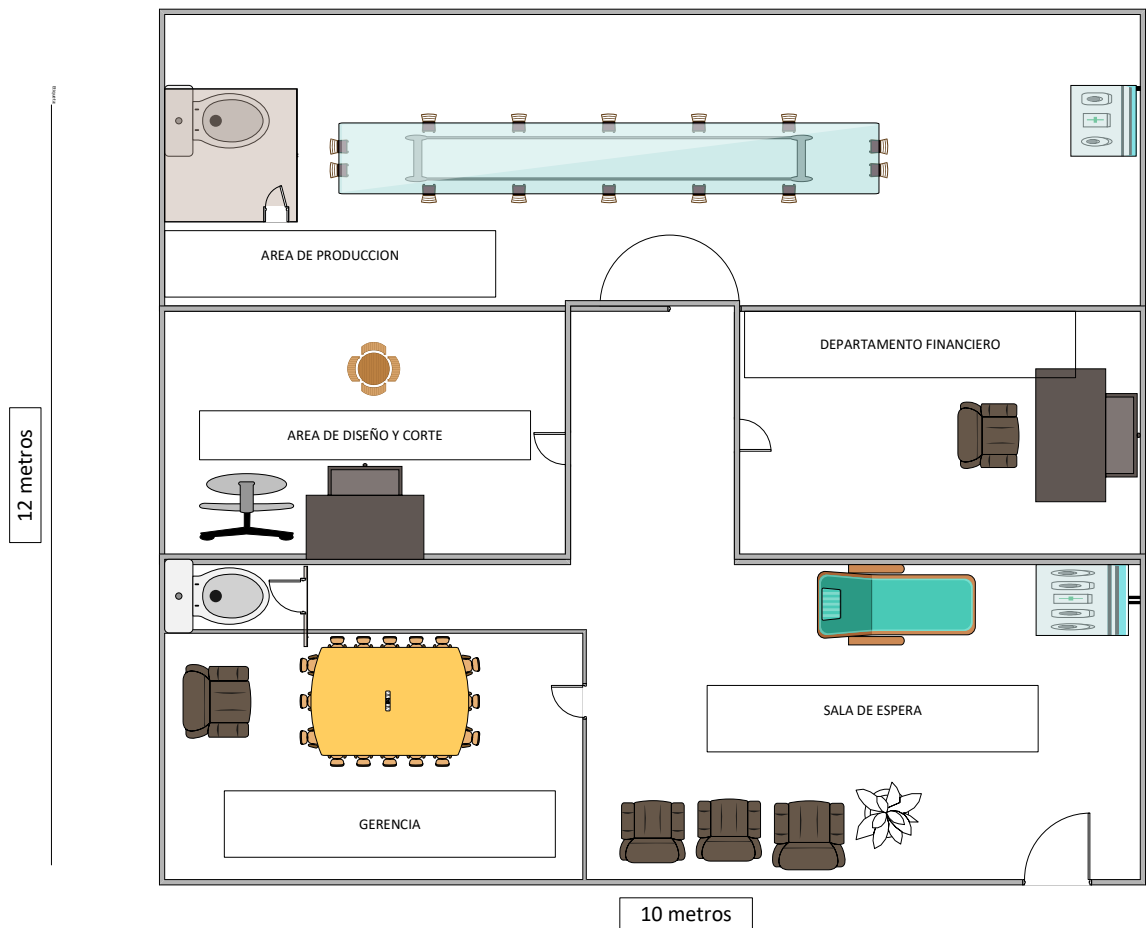 AREA DE PRODUCCION
DEPARTAMENTO FINANCIERO
AREA DE DISEÑO Y CORTE
12 metros
SALA DE ESPERA
GERENCIA
10 metros